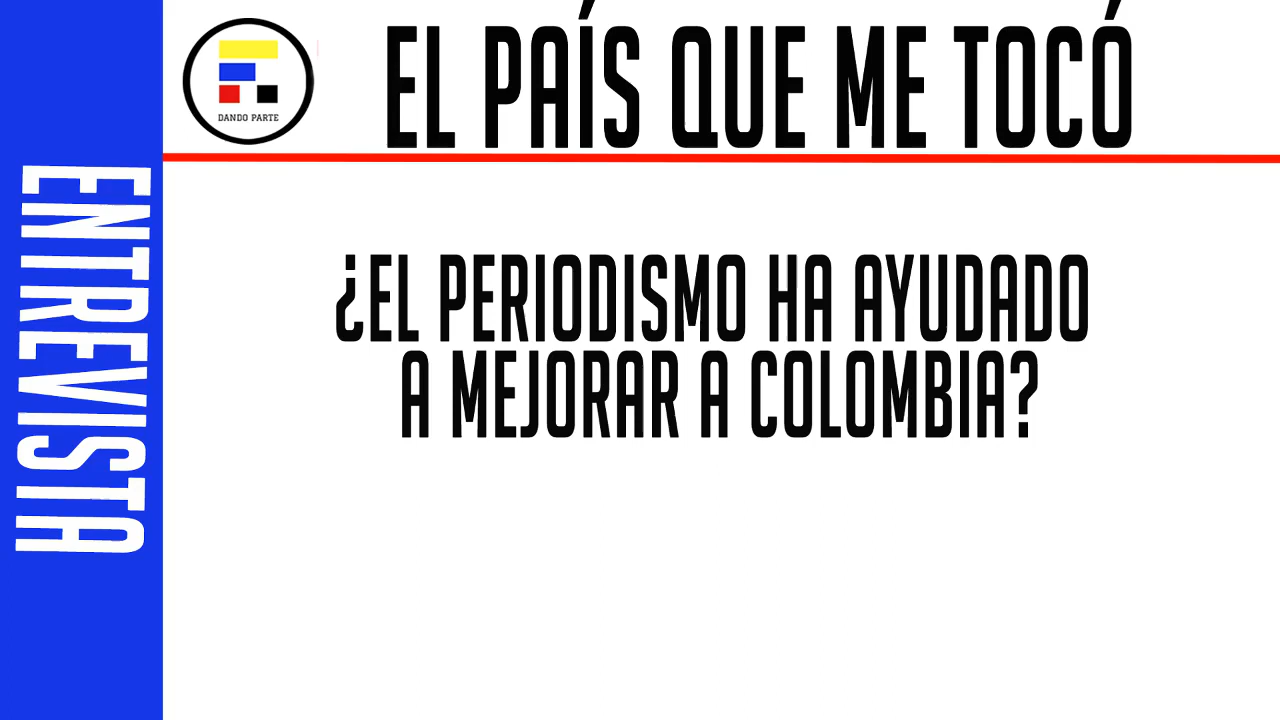 ENTREVISTA
DANDO PARTE
EL PAÍS QUE ME TOCÓ
¿EL PERIODISMO HA AYUDADO
A MEJORAR A COLOMBIA?